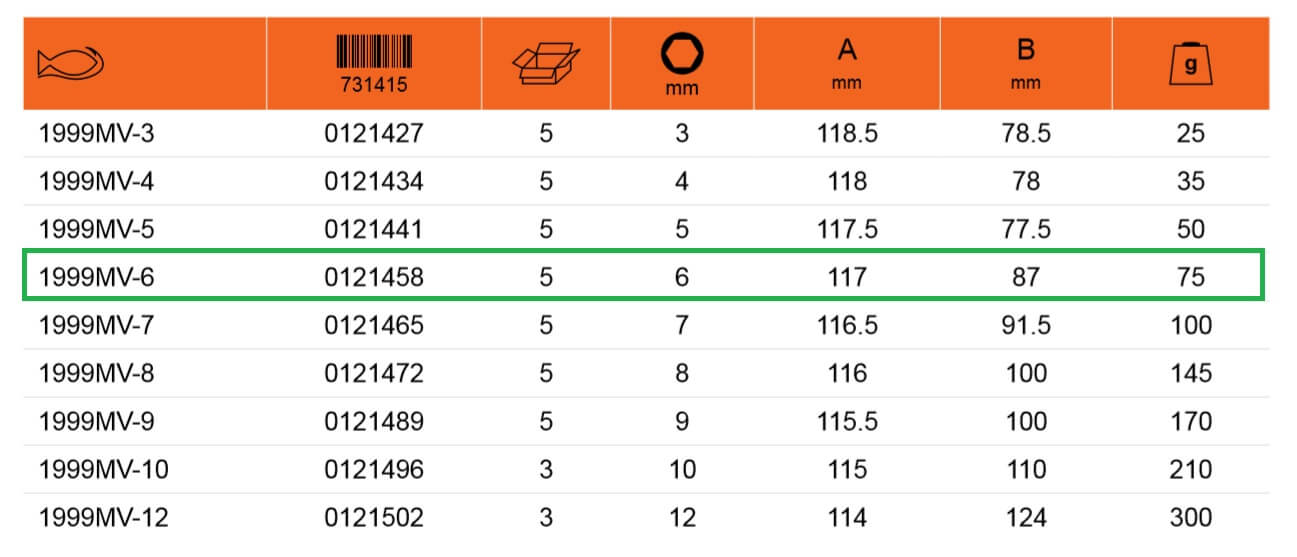 731415 mm A mm B mm g
1999MV-3 0121427 5 3 118.5 78.5 25
1999MV-4 0121434 5 4 118 78 35
1999MV-5 0121441 5 5 117.5 77.5 50
1999MV-6 0121458 5 6 117 87 75
1999MV-7 0121465 5 7 116.5 91.5 100
1999MV-8 0121472 5 8 116 100 145
1999MV-9 0121489 5 9 115.5 100 170
1999MV-10 0121496 3 10 115 110 210
1999MV-12 0121502 3 12 114 124 300